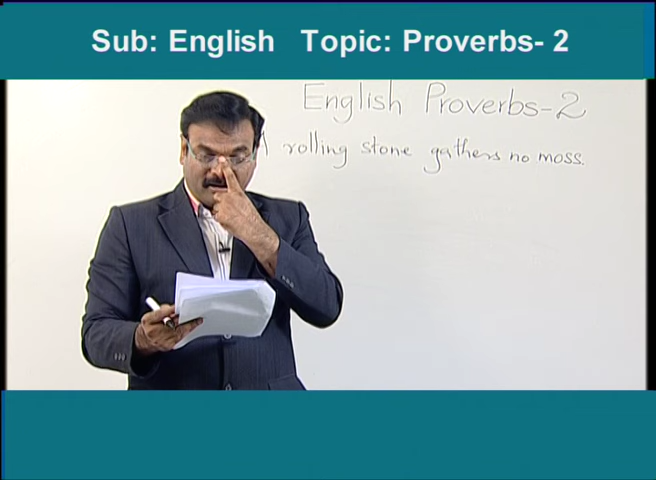 Sub: English Topic: Proverbs- 2
English Proverbs-2
A rolling stone gathers no moss.